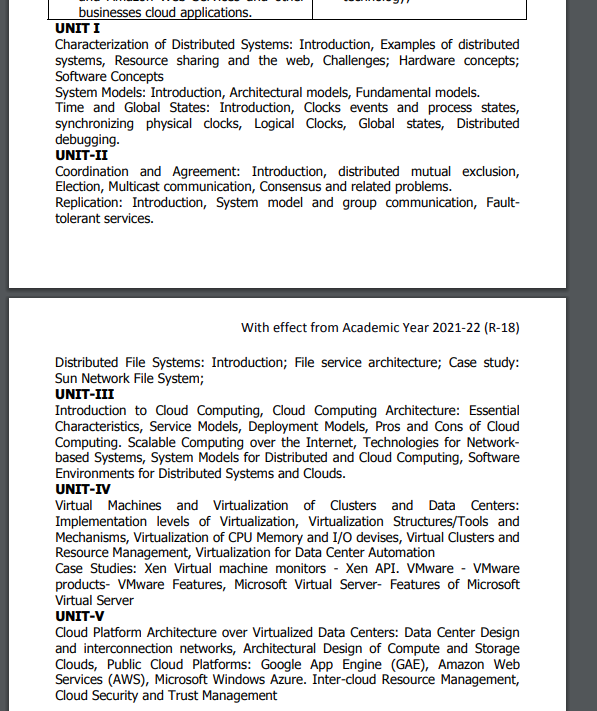 businesses cloud applications.
UNIT I
Characterization of Distributed Systems: Introduction, Examples of distributed
systems, Resource sharing and the web, Challenges; Hardware concepts;
Software Concepts
System Models: Introduction, Architectural models, Fundamental models.
Time and Global States: Introduction, Clocks events and process states,
synchronizing physical clocks, Logical Clocks, Global states, Distributed
debugging.
UNIT-II
Coordination and Agreement: Introduction, distributed mutual exclusion,
Election, Multicast communication, Consensus and related problems.
Replication: Introduction, System model and group communication, Fault-
tolerant services.
With effect from Academic Year 2021-22 (R-18)
Distributed File Systems: Introduction; File service architecture; Case study:
Sun Network File System;
UNIT-III
Introduction to Cloud Computing, Cloud Computing Architecture: Essential
Characteristics, Service Models, Deployment Models, Pros and Cons of Cloud
Computing. Scalable Computing over the Internet, Technologies for Network-
based Systems, System Models for Distributed and Cloud Computing, Software
Environments for Distributed Systems and Clouds.
UNIT-IV
Virtual Machines and Virtualization of Clusters and Data Centers:
Implementation levels of Virtualization, Virtualization Structures/Tools and
Mechanisms, Virtualization of CPU Memory and I/O devises, Virtual Clusters and
Resource Management, Virtualization for Data Center Automation
Case Studies: Xen Virtual machine monitors - Xen API. VMware - VMware
products- VMware Features, Microsoft Virtual Server- Features of Microsoft
Virtual Server
UNIT-V
Cloud Platform Architecture over Virtualized Data Centers: Data Center Design
and interconnection networks, Architectural Design of Compute and Storage
Clouds, Public Cloud Platforms: Google App Engine (GAE), Amazon Web
Services (AWS), Microsoft Windows Azure. Inter-cloud Resource Management,
Cloud Security and Trust Management